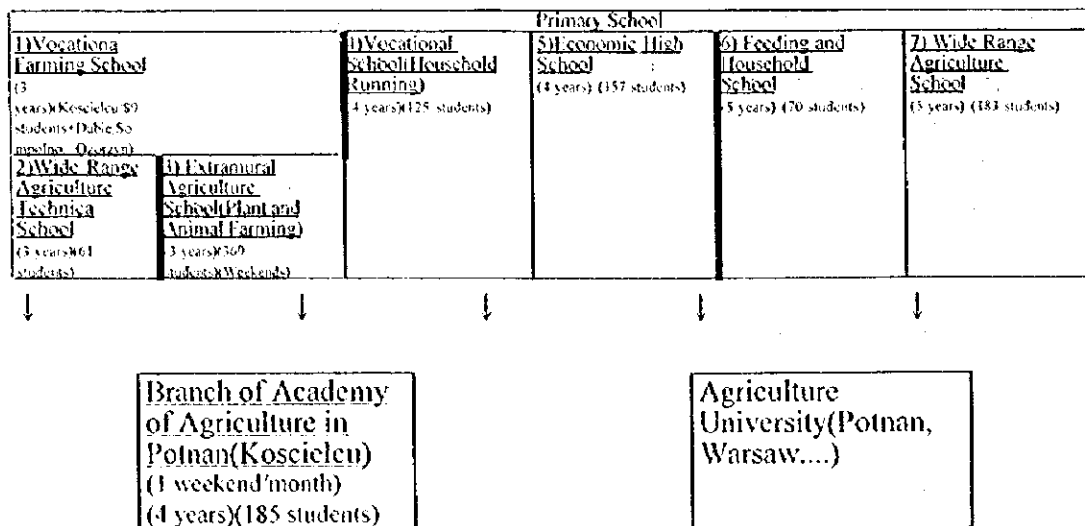 Primary School
1)Vocationa
Farming School
(3
years)(Koscielcu:89
students+Dabie,So
mpolno, Ozorzyn)
2)Wide Range
Agriculture
Technica
School
(3 years)(61
students)
3) Extramural
Agriculture
School(Plant and
Animal Farming)
3 years)(369
students)(Weekends)
4)Vocational
School(Household
Running)
4 years)(125 students)
5)Economic High
School
(4 years) (357 students)
6) Feeding and
Household
School
(5 years) (70 students)
7) Wide Range
Agriculture
School
(5 years) (183 students)
↓ ↓ ↓ ↓ ↓
Branch of Academy
of Agriculture in
Potnan(Koscielcu)
(1 weekend/month)
(4 years)(185 students)
Agriculture
University(Potnan,
Warsaw....)